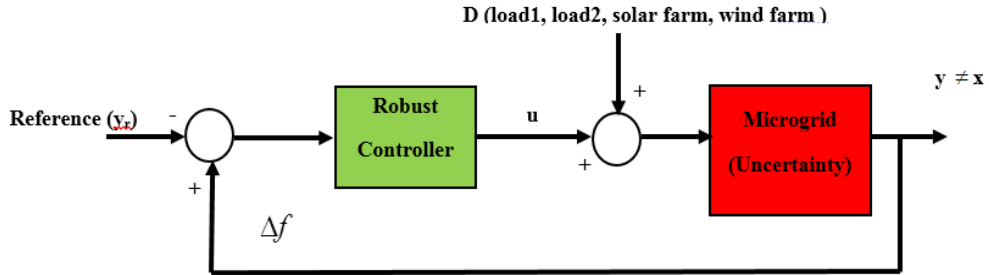 D (load1, load2, solar farm, wind farm )
y ≠ x
+
Robust
Controller
Microgrid
(Uncertainty)
Reference (yᵣ)
-
u
+
+
Δf